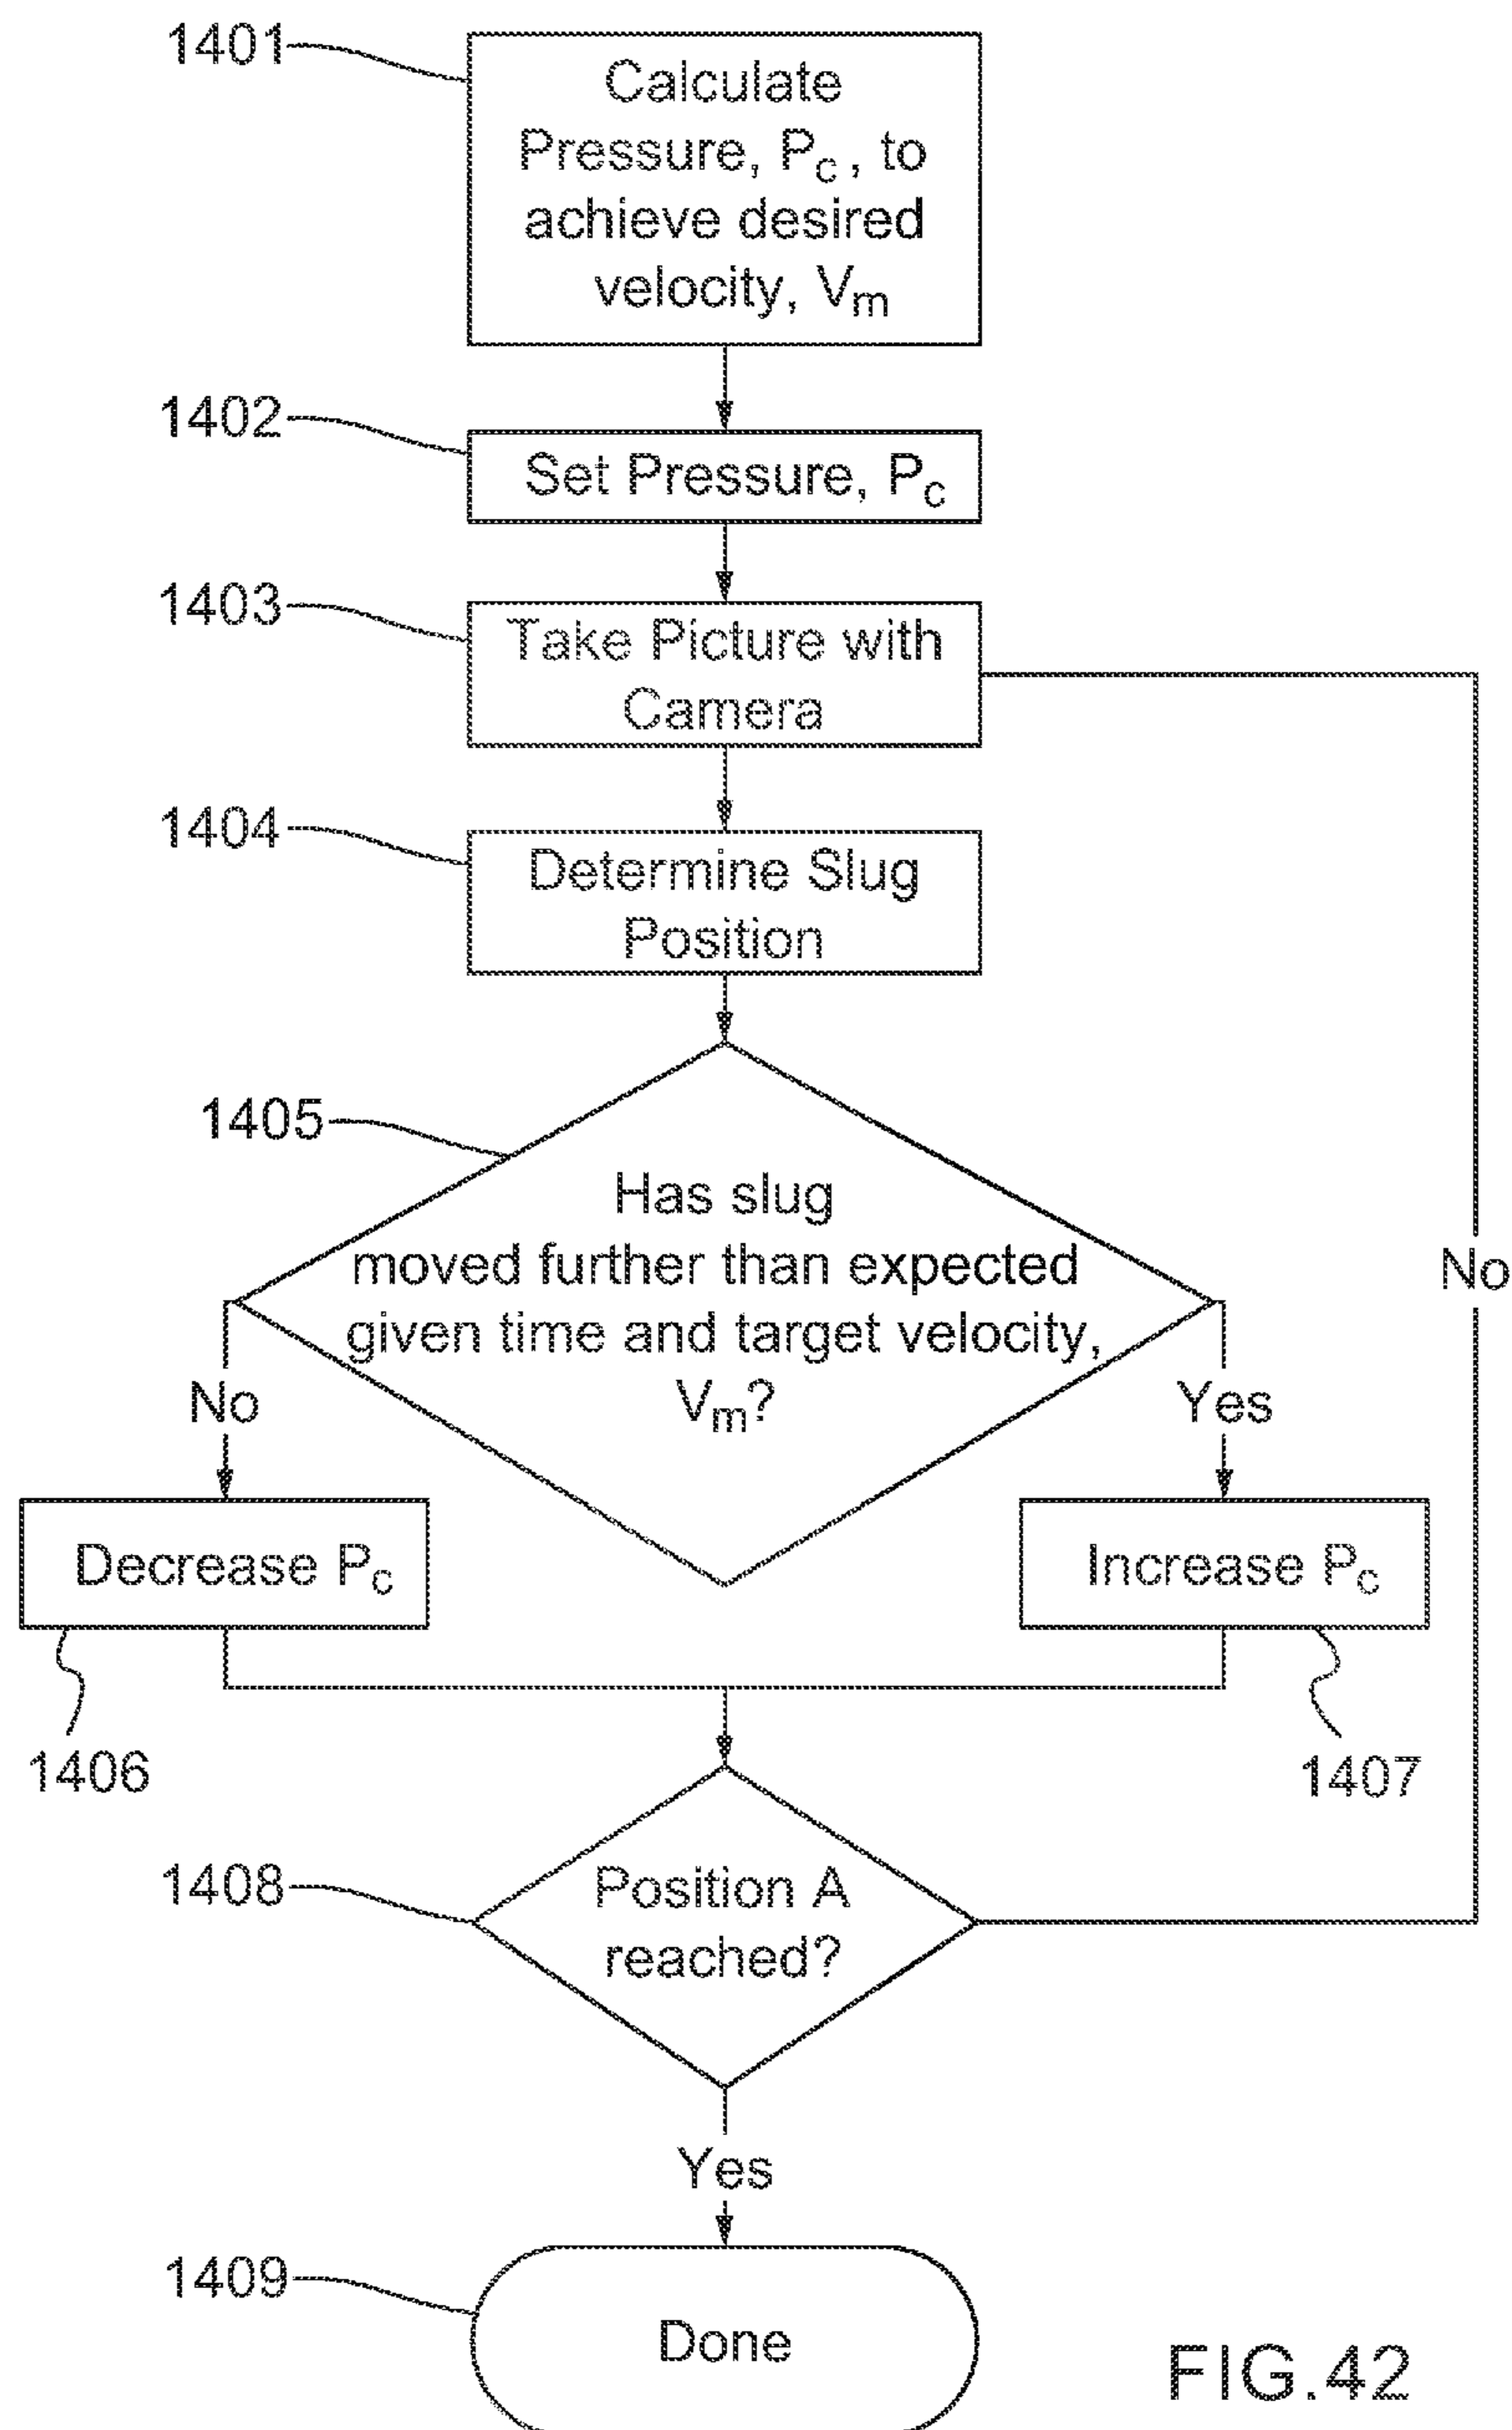 1401
Calculate
Pressure, Pc, to
achieve desired
velocity, Vm
1402
Set Pressure, Pc
1403
Take Picture with
Camera
1404
Determine Slug
Position
1405
Has slug
moved further than expected
given time and target velocity,
Vm?
No
No
Yes
Decrease Pc
Increase Pc
1406
1407
1408
Position A
reached?
Yes
1409
Done
FIG.42